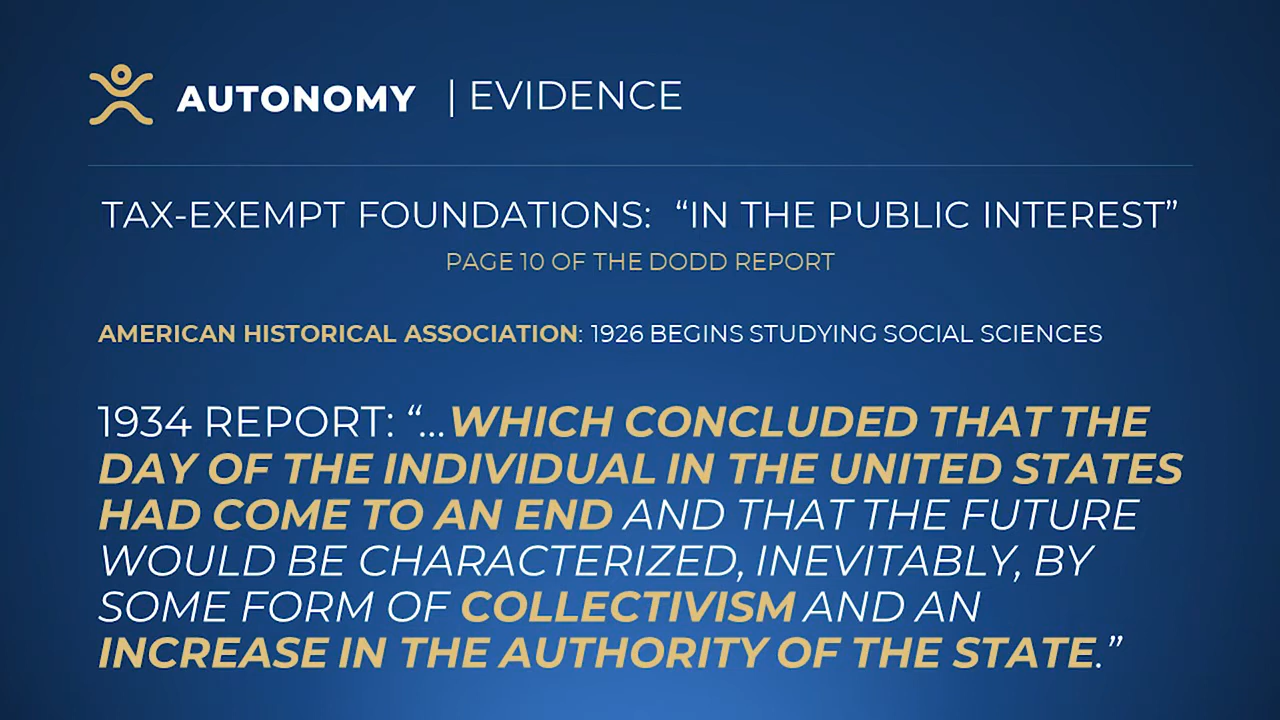 AUTONOMY | EVIDENCE
TAX-EXEMPT FOUNDATIONS: “IN THE PUBLIC INTEREST”
PAGE 10 OF THE DODD REPORT
AMERICAN HISTORICAL ASSOCIATION: 1926 BEGINS STUDYING SOCIAL SCIENCES
1934 REPORT: “...WHICH CONCLUDED THAT THE
DAY OF THE INDIVIDUAL IN THE UNITED STATES
HAD COME TO AN END AND THAT THE FUTURE
WOULD BE CHARACTERIZED, INEVITABLY, BY
SOME FORM OF COLLECTIVISM AND AN
INCREASE IN THE AUTHORITY OF THE STATE.”